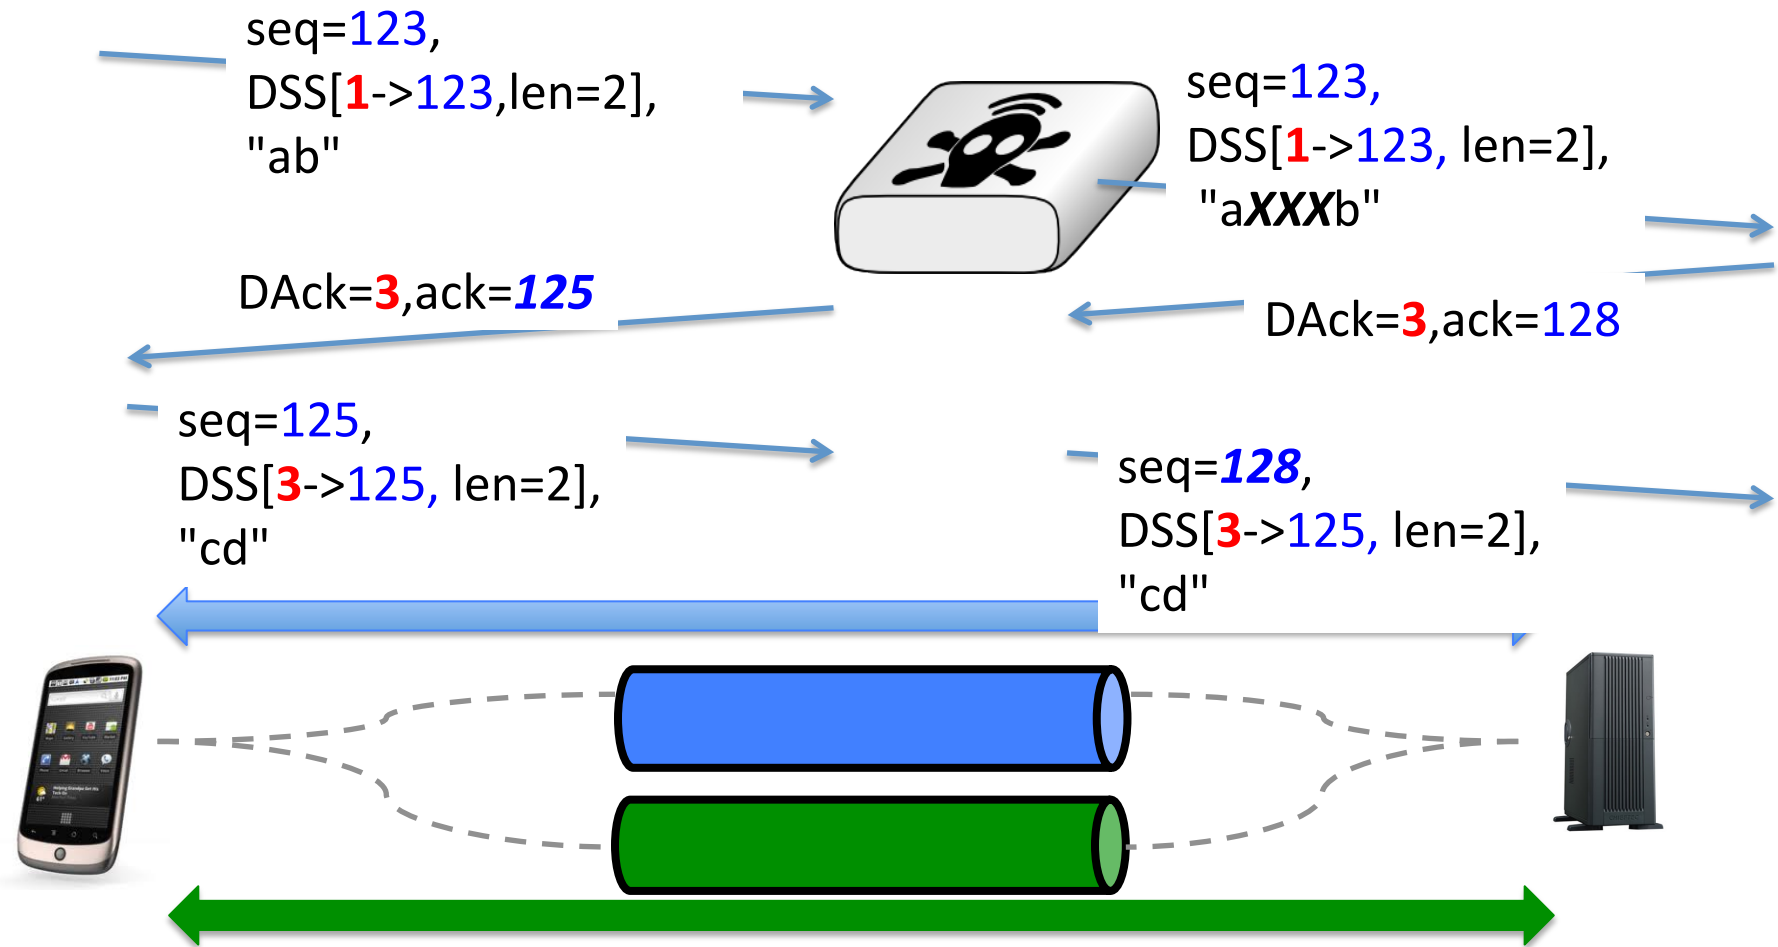 seq=123,
DSS[1->123,len=2],
"ab"
seq=123,
DSS[1->123, len=2],
"aXXXb"
DAck=3,ack=125
DAck=3,ack=128
seq=125,
DSS[3->125, len=2],
"cd"
seq=128,
DSS[3->125, len=2],
"cd"